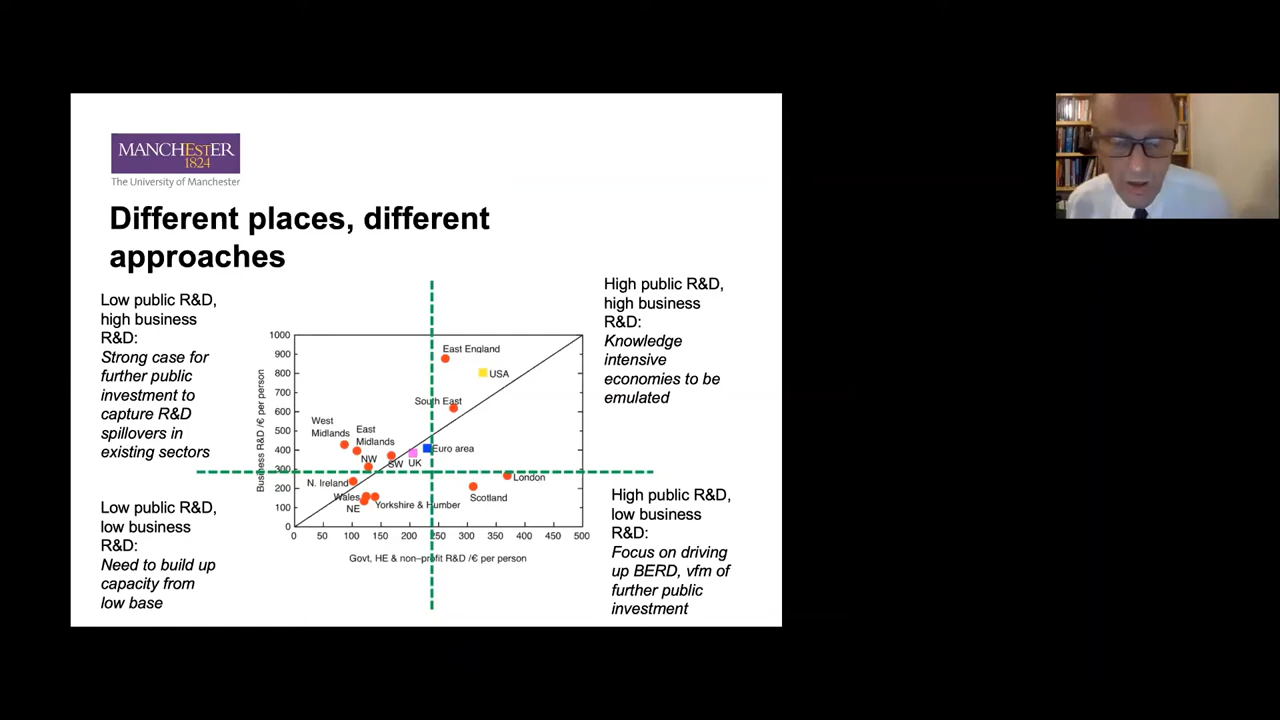 MANCHESTER
1824
The University of Manchester
Different places, different
approaches
Low public R&D,
high business
R&D:
Strong case for
further public
investment to
capture R&D
spillovers in
existing sectors
Low public R&D,
low business
R&D:
Need to build up
capacity from
low base
Business R&D /€ per person
1000
900
800
700
600
500
400
300
200
100
0
East England
USA
South East
West
Midlands
East
Midlands
Euro area
NW
SW
UK
N. Ireland
London
Wales
Scotland
NE
Yorkshire & Humber
0
50
100
150
200
250
300
350
400
450
500
Govt, HE & non-profit R&D /€ per person
High public R&D,
high business
R&D:
Knowledge
intensive
economies to be
emulated
High public R&D,
low business
R&D:
Focus on driving
up BERD, vfm of
further public
investment